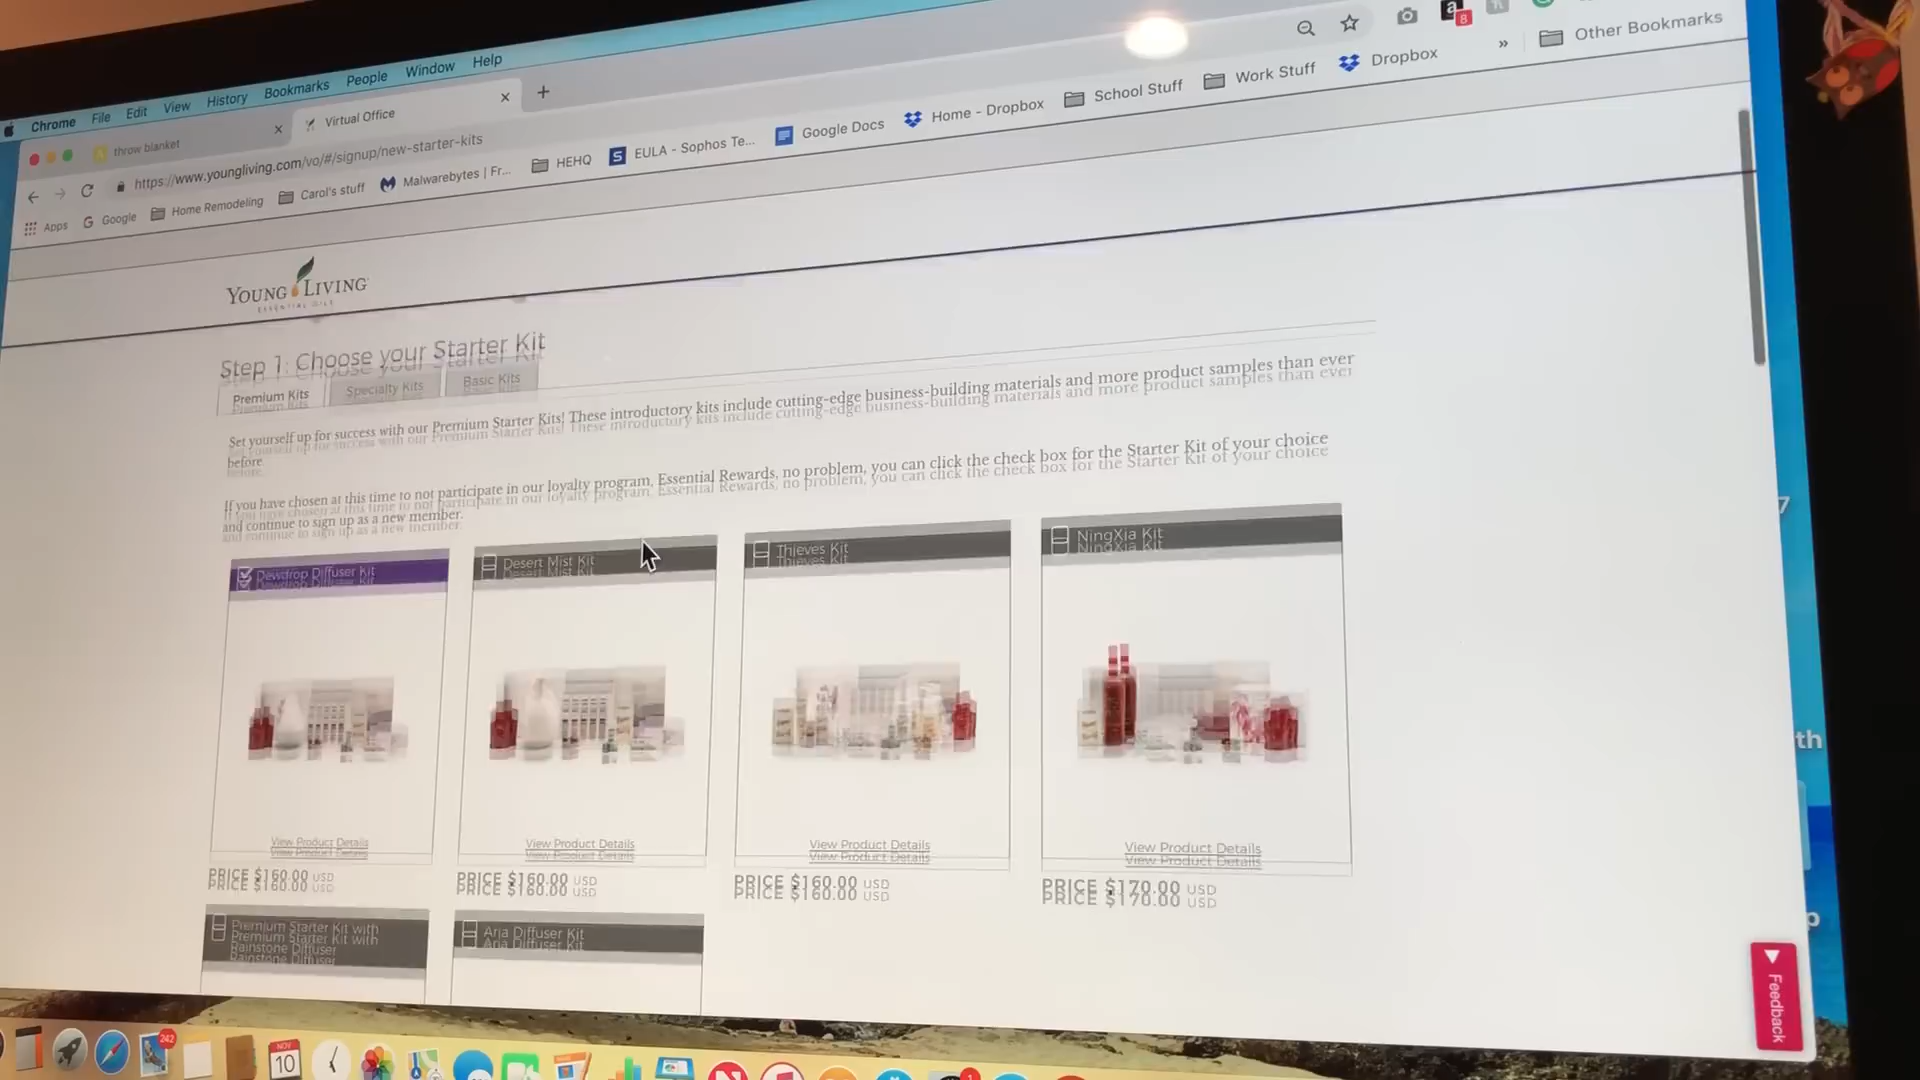 Chrome File Edit View History Bookmarks People Window Help
throw blanket
Virtual Office
https://www.youngliving.com/vo/#/signup/new-starter-kits
Apps Google Home Remodeling Carol's stuff Malwarebytes | Fr... HEHQ EULA - Sophos Te... Google Docs Home - Dropbox School Stuff Work Stuff Dropbox » Other Bookmarks
8
YOUNG LIVING
ESSENTIAL OILS
Step 1: Choose your Starter Kit
Premium Kits Specialty Kits Basic Kits
Set yourself up for success with our Premium Starter Kits! These introductory kits include cutting-edge business-building materials and more product samples than ever
before.
If you have chosen at this time to not participate in our loyalty program, Essential Rewards, no problem, you can click the check box for the Starter Kit of your choice
and continue to sign up as a new member.
Dewdrop Diffuser Kit
Desert Mist Kit
Thieves Kit
NingXia Kit
View Product Details
View Product Details
View Product Details
View Product Details
PRICE $160.00 USD
PRICE $160.00 USD
PRICE $160.00 USD
PRICE $170.00 USD
Premium Starter Kit with
Rainstone Diffuser
Aria Diffuser Kit
Feedback
7
th
p
242
NOV
10
1